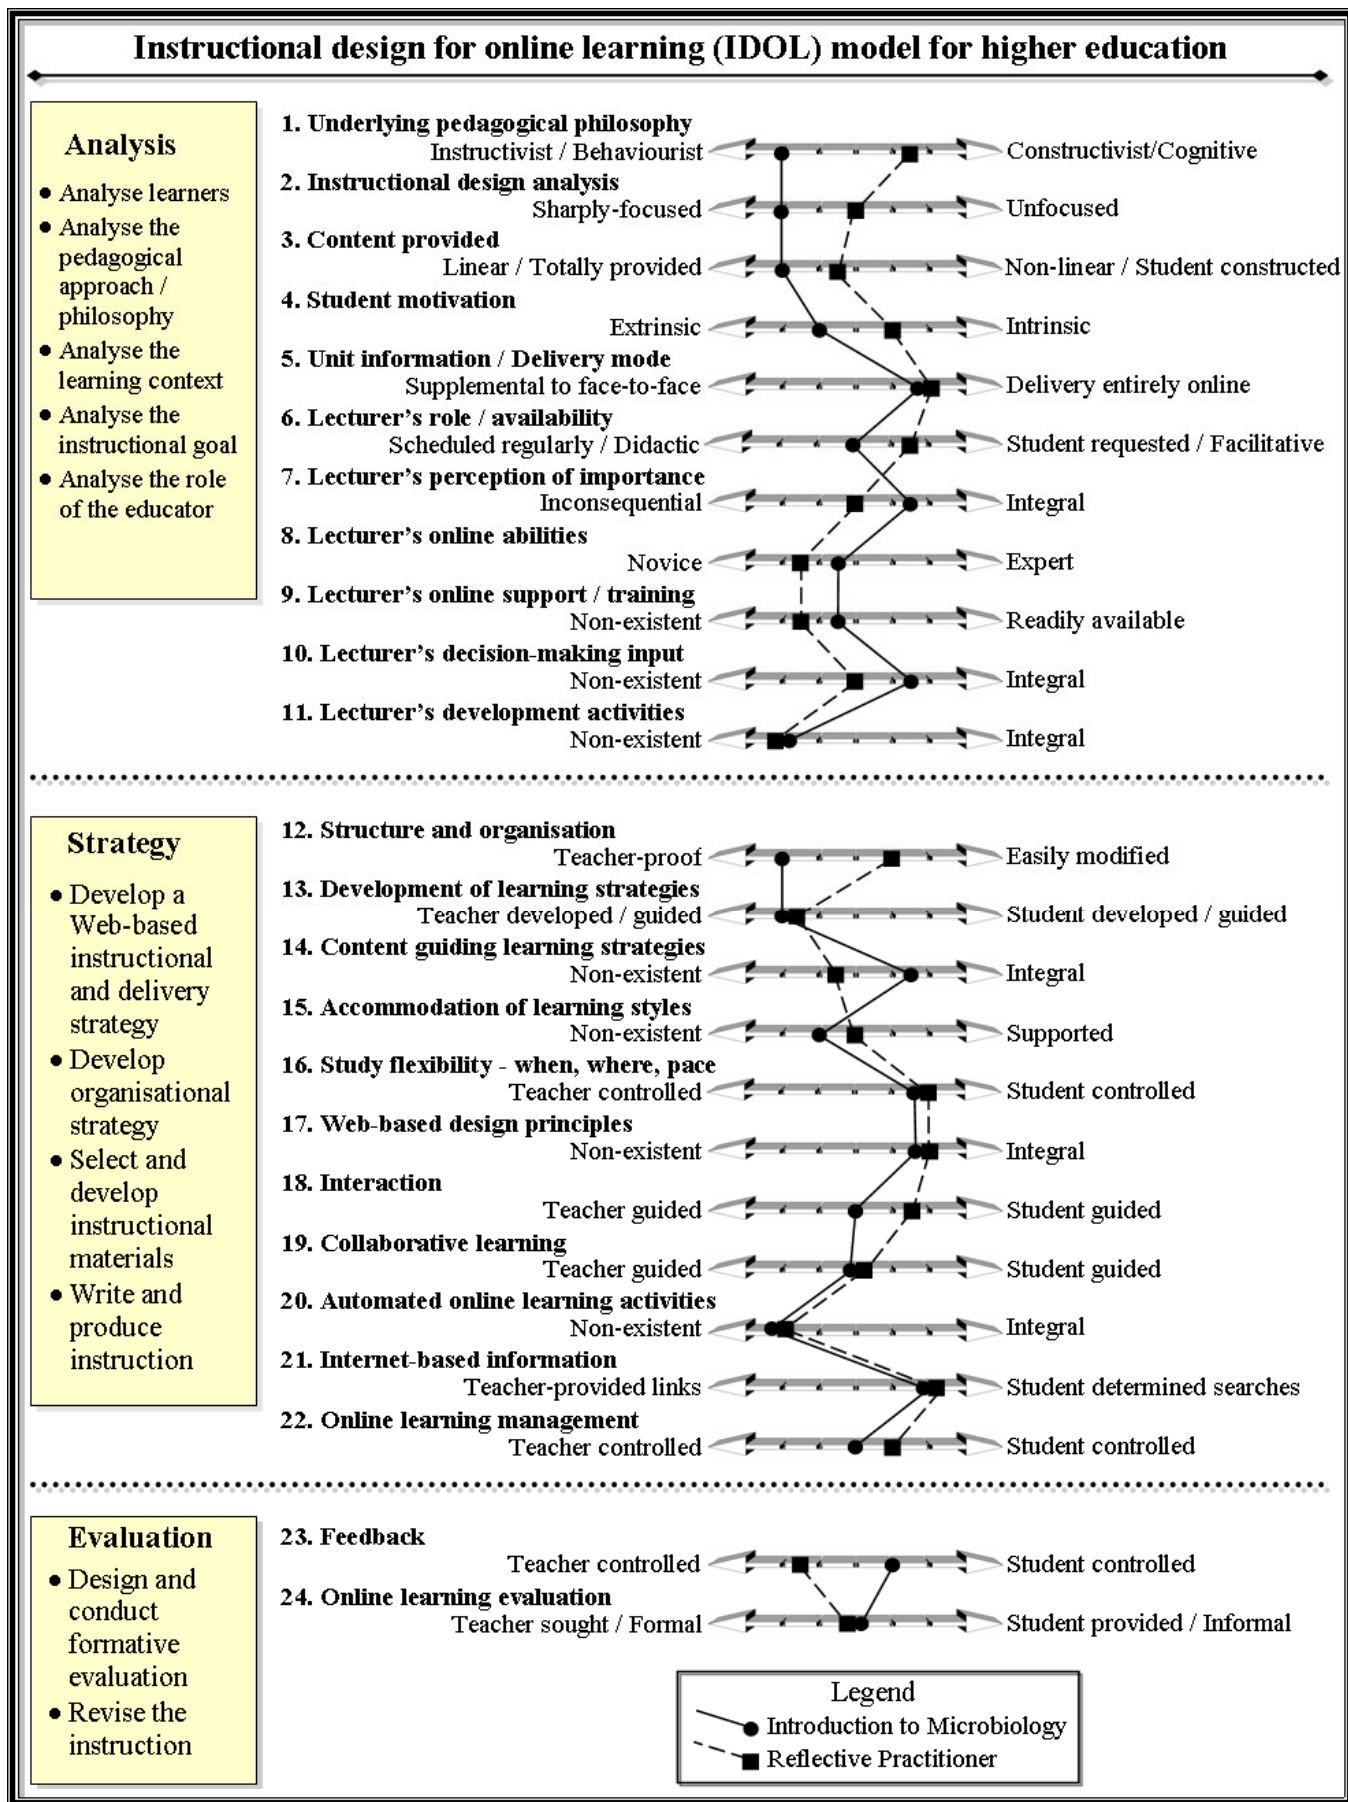 Instructional design for online learning (IDOL) model for higher education
Analysis
● Analyse learners
● Analyse the
pedagogical
approach /
philosophy
● Analyse the
learning context
● Analyse the
instructional goal
● Analyse the role
of the educator
1. Underlying pedagogical philosophy
Instructivist / Behaviourist Constructivist/Cognitive
2. Instructional design analysis
Sharply-focused Unfocused
3. Content provided
Linear / Totally provided Non-linear / Student constructed
4. Student motivation
Extrinsic Intrinsic
5. Unit information / Delivery mode
Supplemental to face-to-face Delivery entirely online
6. Lecturer's role / availability
Scheduled regularly / Didactic Student requested / Facilitative
7. Lecturer's perception of importance
Inconsequential Integral
8. Lecturer's online abilities
Novice Expert
9. Lecturer's online support / training
Non-existent Readily available
10. Lecturer's decision-making input
Non-existent Integral
11. Lecturer's development activities
Non-existent Integral
Strategy
● Develop a
Web-based
instructional
and delivery
strategy
● Develop
organisational
strategy
● Select and
develop
instructional
materials
● Write and
produce
instruction
12. Structure and organisation
Teacher-proof Easily modified
13. Development of learning strategies
Teacher developed / guided Student developed / guided
14. Content guiding learning strategies
Non-existent Integral
15. Accommodation of learning styles
Non-existent Supported
16. Study flexibility - when, where, pace
Teacher controlled Student controlled
17. Web-based design principles
Non-existent Integral
18. Interaction
Teacher guided Student guided
19. Collaborative learning
Teacher guided Student guided
20. Automated online learning activities
Non-existent Integral
21. Internet-based information
Teacher-provided links Student determined searches
22. Online learning management
Teacher controlled Student controlled
Evaluation
● Design and
conduct
formative
evaluation
● Revise the
instruction
23. Feedback
Teacher controlled Student controlled
24. Online learning evaluation
Teacher sought / Formal Student provided / Informal
Legend
Introduction to Microbiology
Reflective Practitioner